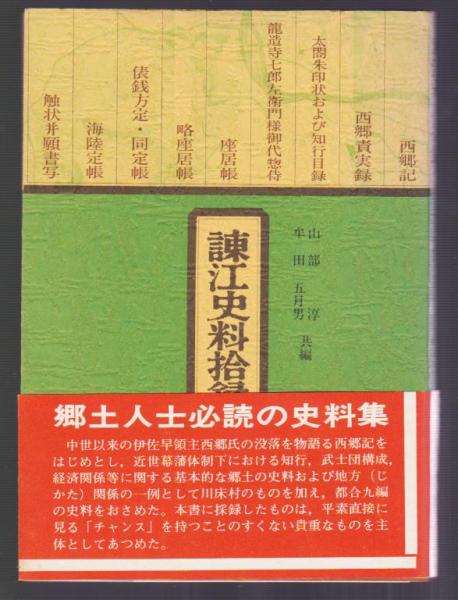 西郷記
西郷責実録
太閤朱印状および知行目録
龍造寺七郎左衛門様御代惣侍
座居帳
略座居帳
俵銭方定・同定帳
海陸定帳
触状并願書写
山部淳
牟田五月男 共編
諌江史料拾録
郷土人士必読の史料集
中世以来の伊佐早領主西郷氏の没落を物語る西郷記を
はじめとし，近世幕藩体制下における知行，武士団構成，
経済関係等に関する基本的な郷土の史料および地方（じ
かた）関係の一例として川床村のものを加え，都合九編
の史料をおさめた。本書に採録したものは，平素直接に
見る「チャンス」を持つことのすくない貴重なものを主
体としてあつめた。